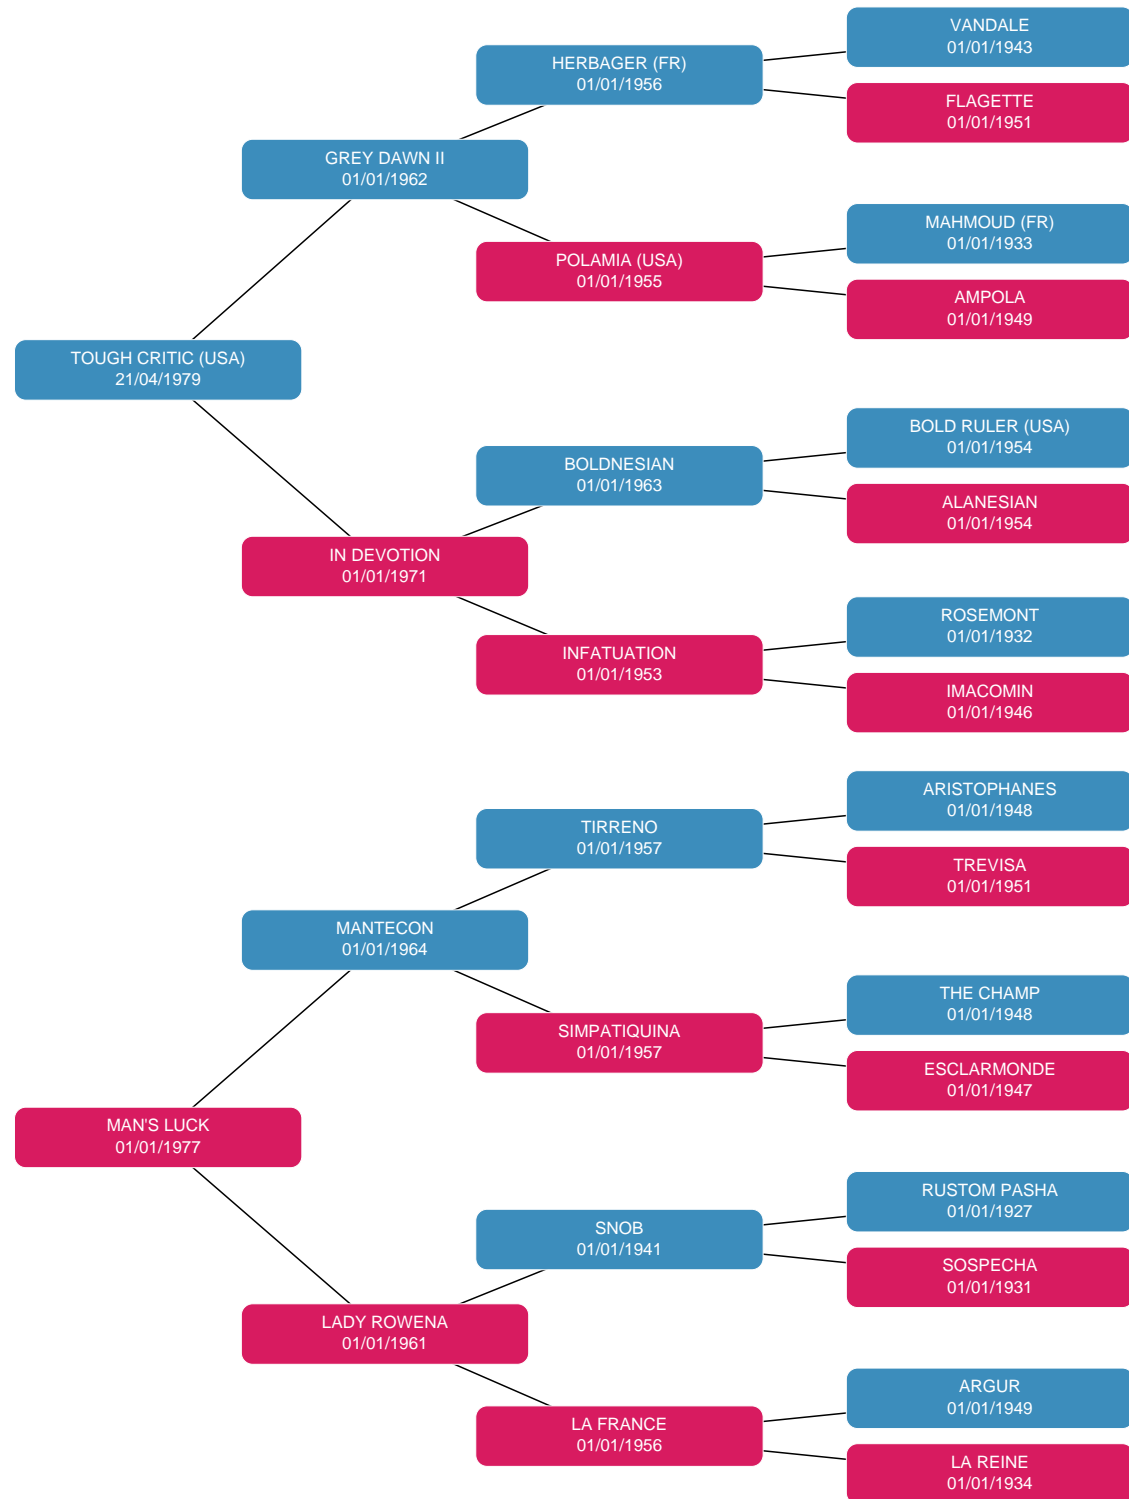 VANDALE
01/01/1943
HERBAGER (FR)
01/01/1956
FLAGETTE
01/01/1951
GREY DAWN II
01/01/1962
MAHMOUD (FR)
01/01/1933
POLAMIA (USA)
01/01/1955
AMPOLA
01/01/1949
TOUGH CRITIC (USA)
21/04/1979
BOLD RULER (USA)
01/01/1954
BOLDNESIAN
01/01/1963
ALANESIAN
01/01/1954
IN DEVOTION
01/01/1971
ROSEMONT
01/01/1932
INFATUATION
01/01/1953
IMACOMIN
01/01/1946
ARISTOPHANES
01/01/1948
TIRRENO
01/01/1957
TREVISA
01/01/1951
MANTECON
01/01/1964
THE CHAMP
01/01/1948
SIMPATIQUINA
01/01/1957
ESCLARMONDE
01/01/1947
MAN'S LUCK
01/01/1977
RUSTOM PASHA
01/01/1927
SNOB
01/01/1941
SOSPECHA
01/01/1931
LADY ROWENA
01/01/1961
ARGUR
01/01/1949
LA FRANCE
01/01/1956
LA REINE
01/01/1934